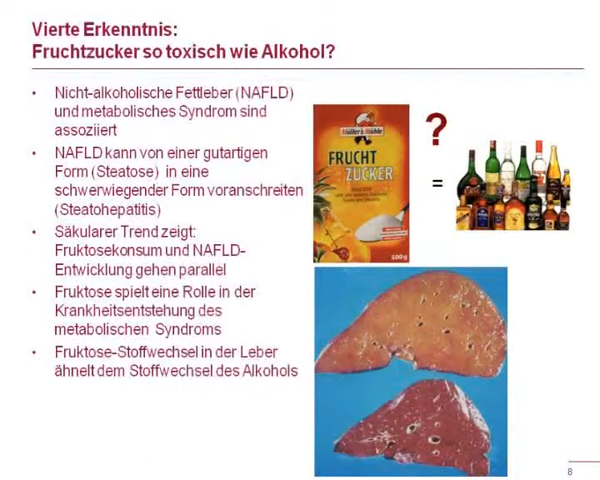 Vierte Erkenntnis:
Fruchtzucker so toxisch wie Alkohol?
• Nicht-alkoholische Fettleber (NAFLD)
und metabolisches Syndrom sind
assoziiert
• NAFLD kann von einer gutartigen
Form (Steatose) in eine
schwerwiegender Form voranschreiten
(Steatohepatitis)
• Säkularer Trend zeigt:
Fruktosekonsum und NAFLD-
Entwicklung gehen parallel
• Fruktose spielt eine Rolle in der
Krankheitsentstehung des
metabolischen Syndroms
• Fruktose-Stoffwechsel in der Leber
ähnelt dem Stoffwechsel des Alkohols
Müller's Mühle
FRUCHT
ZUCKER
500g
?
=
8